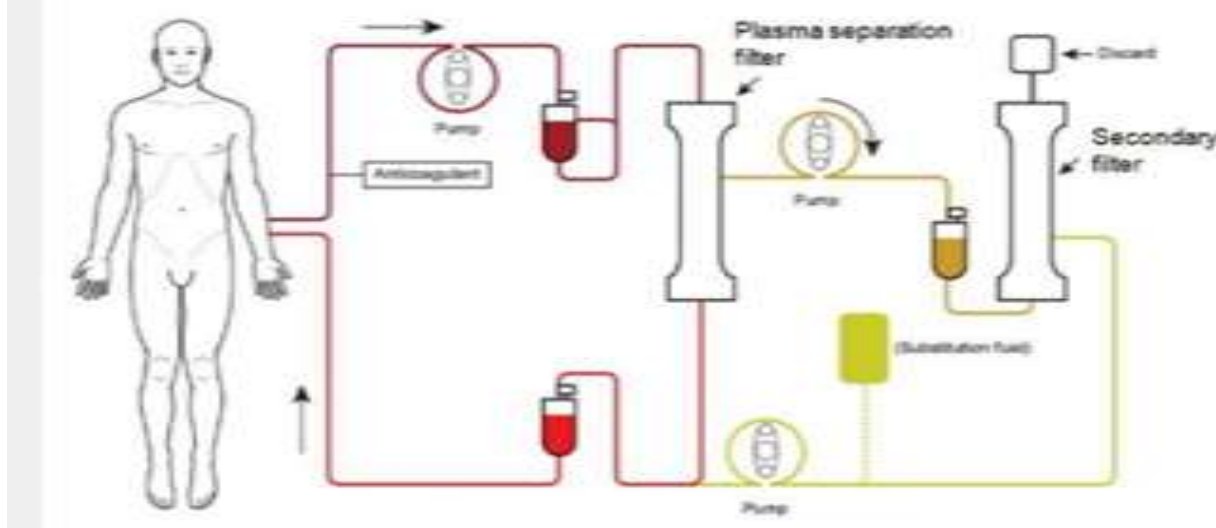 Plasma separation
filter
Discard
Pump
Secondary
filter
Anticoagulant
Pump
(Substitution fluid)
Pump